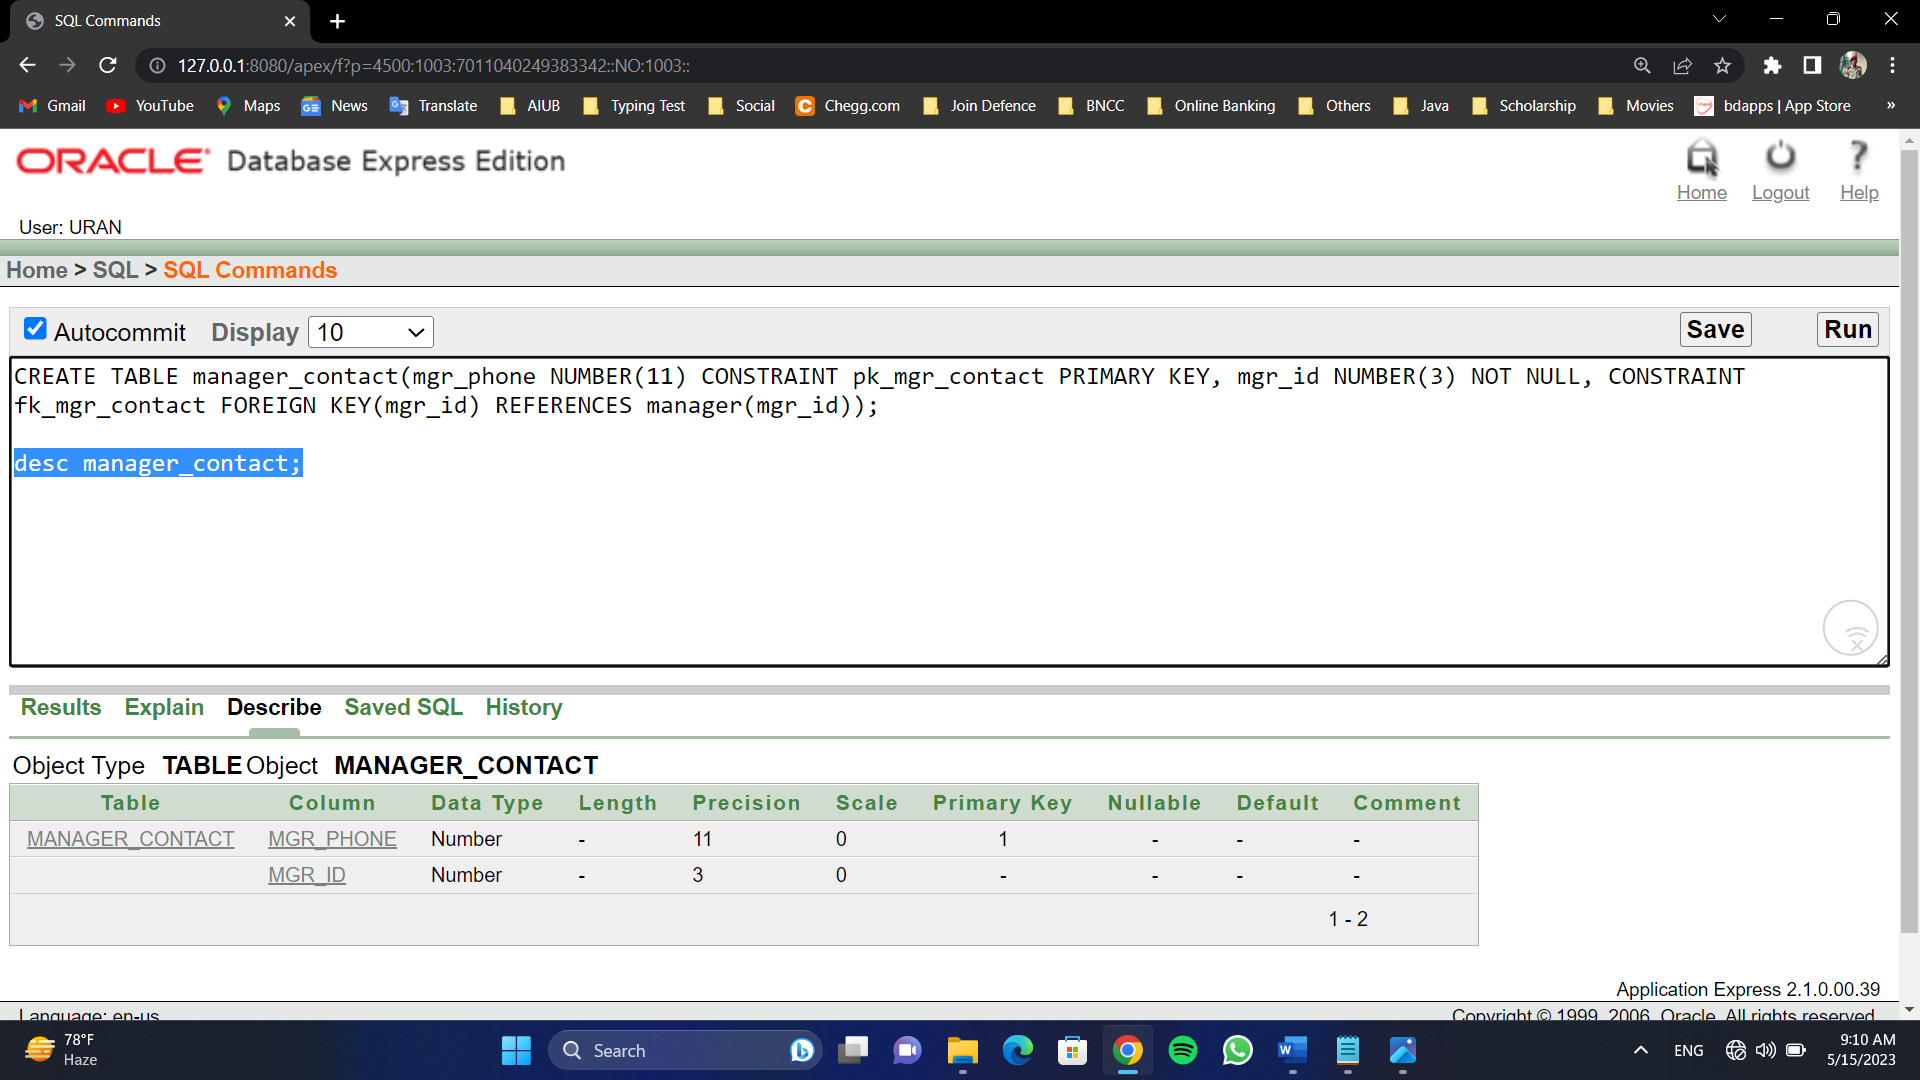 SQL Commands
127.0.0.1:8080/apex/f?p=4500:1003:7011040249383342::NO:1003::
Gmail YouTube Maps News Translate AIUB Typing Test Social Chegg.com Join Defence BNCC Online Banking Others Java Scholarship Movies bdapps | App Store »
ORACLE Database Express Edition
Home Logout Help
User: URAN
Home > SQL > SQL Commands
Autocommit Display 10 Save Run
CREATE TABLE manager_contact(mgr_phone NUMBER(11) CONSTRAINT pk_mgr_contact PRIMARY KEY, mgr_id NUMBER(3) NOT NULL, CONSTRAINT
fk_mgr_contact FOREIGN KEY(mgr_id) REFERENCES manager(mgr_id));
desc manager_contact;
Results Explain Describe Saved SQL History
Object Type TABLE Object MANAGER_CONTACT
Table Column Data Type Length Precision Scale Primary Key Nullable Default Comment
MANAGER_CONTACT MGR_PHONE Number - 11 0 1 - - -
MGR_ID Number - 3 0 - - - -
1 - 2
Application Express 2.1.0.00.39
Language: en-us Copyright © 1999, 2006, Oracle. All rights reserved.
78°F
Haze
Search
ENG
9:10 AM
5/15/2023